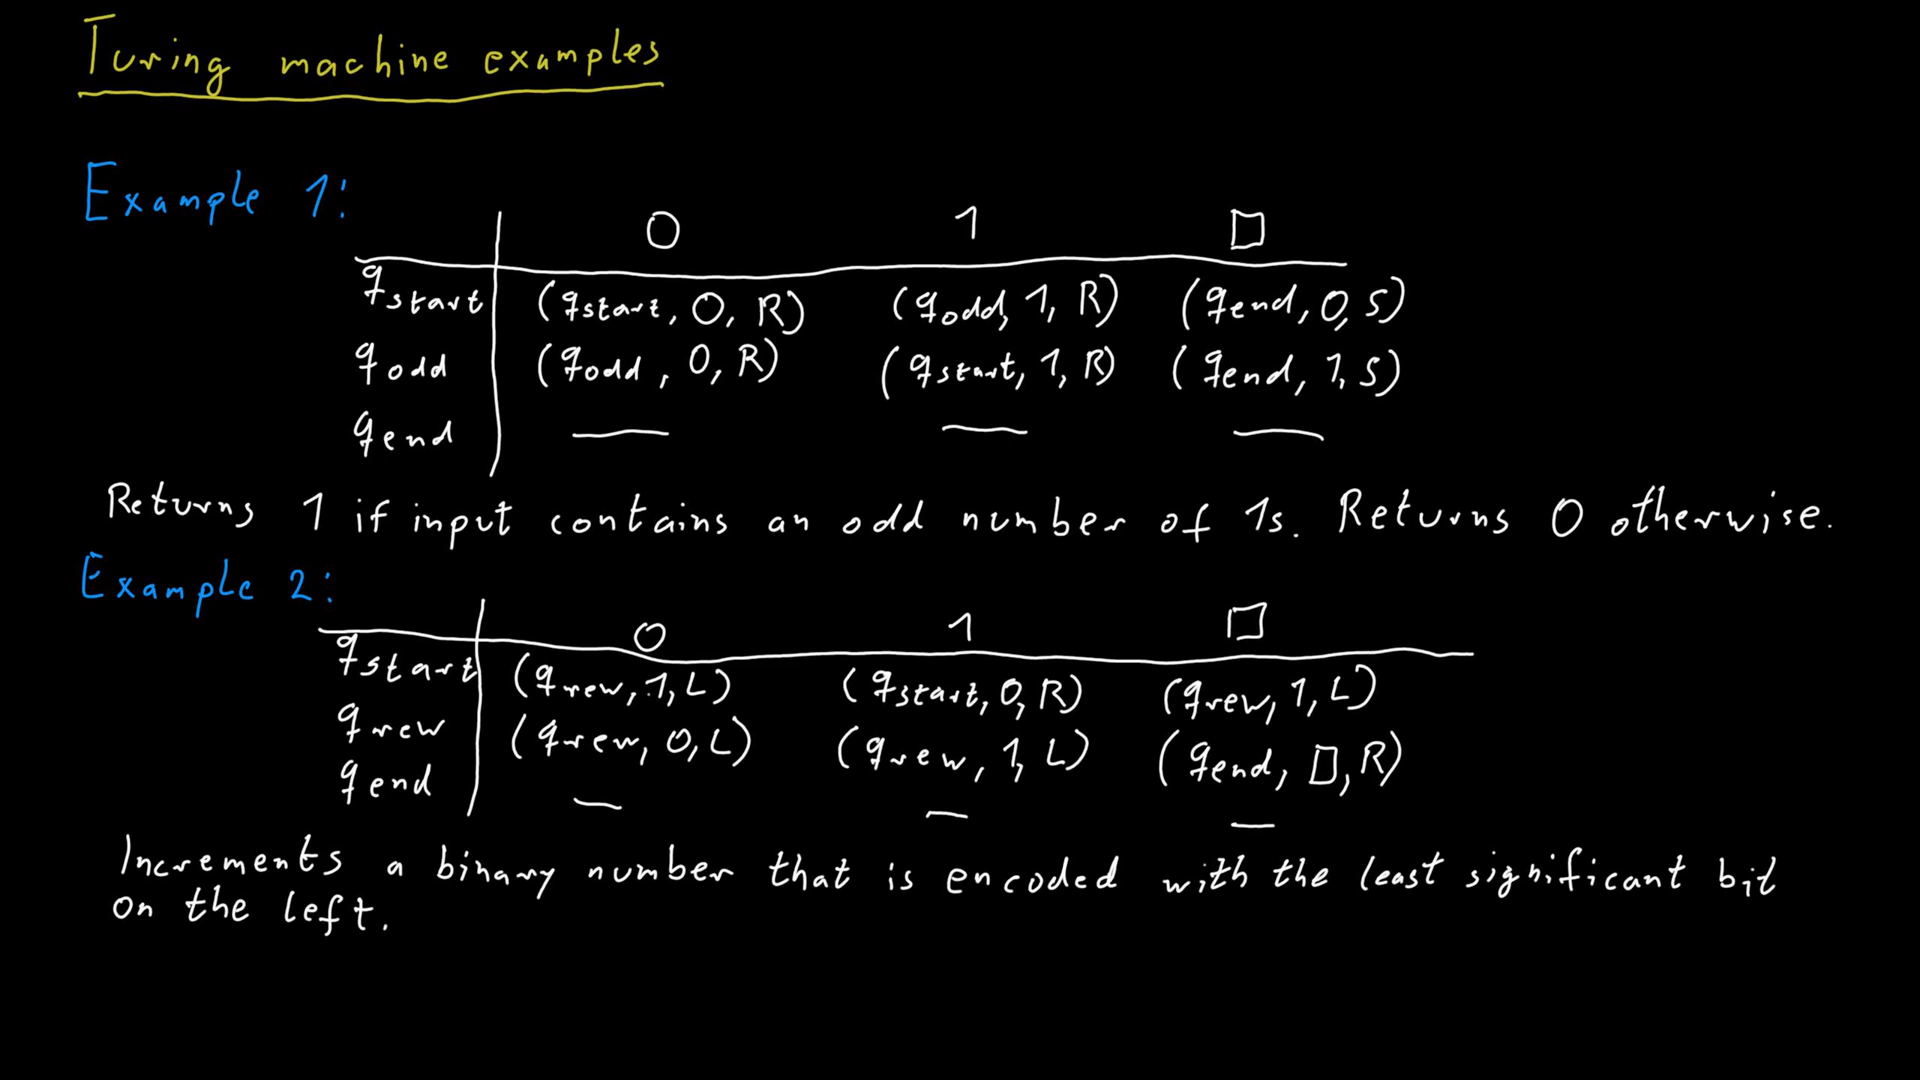 Turing machine examples
Example 1:
0 1 □
qstart (qstart, 0, R) (qodd, 1, R) (qend, 0, S)
qodd (qodd, 0, R) (qstart, 1, R) (qend, 1, S)
qend — — —
Returns 1 if input contains an odd number of 1s. Returns 0 otherwise.
Example 2:
0 1 □
qstart (qrew, 1, L) (qstart, 0, R) (qrew, 1, L)
qrew (qrew, 0, L) (qrew, 1, L) (qend, □, R)
qend — — —
Increments a binary number that is encoded with the least significant bit
on the left.